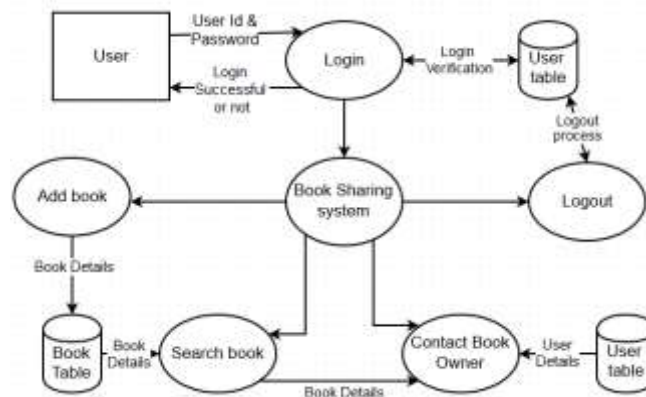 User Id &
Password
User
Login
Login
Verification
User
table
Login
Successful
or not
Logout
process
Add book
Book Sharing
system
Logout
Book Details
Book
Table
Book
Details
Search book
Contact Book
Owner
User
Details
User
table
Book Details